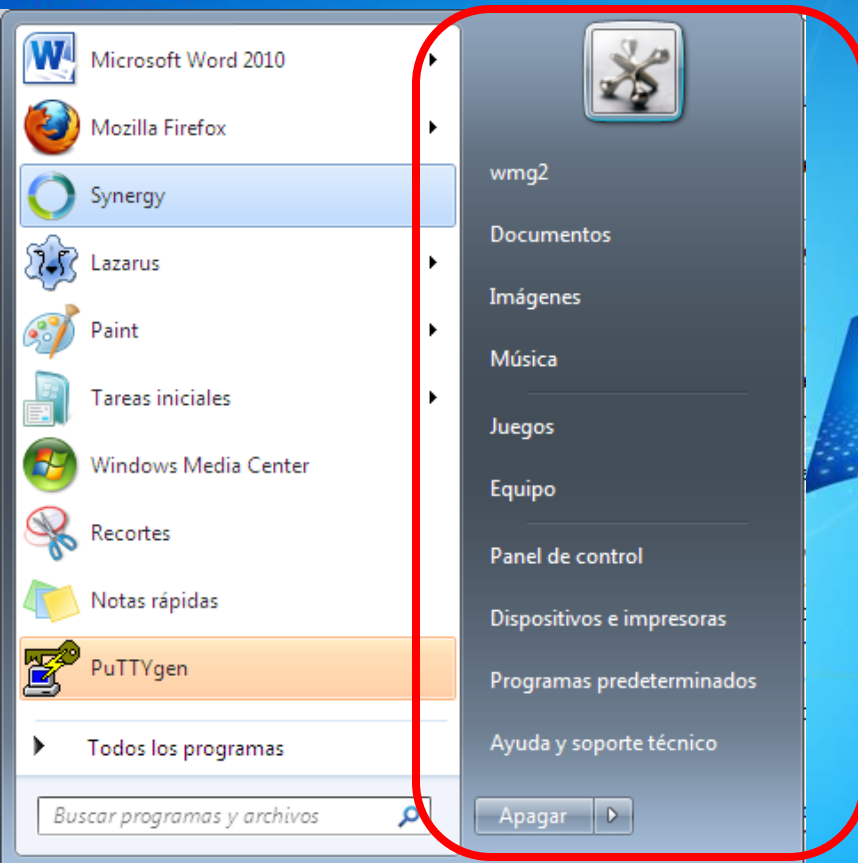 Microsoft Word 2010
Mozilla Firefox
Synergy
Lazarus
Paint
Tareas iniciales
Windows Media Center
Recortes
Notas rápidas
PuTTYgen
Todos los programas
Buscar programas y archivos
wmg2
Documentos
Imágenes
Música
Juegos
Equipo
Panel de control
Dispositivos e impresoras
Programas predeterminados
Ayuda y soporte técnico
Apagar